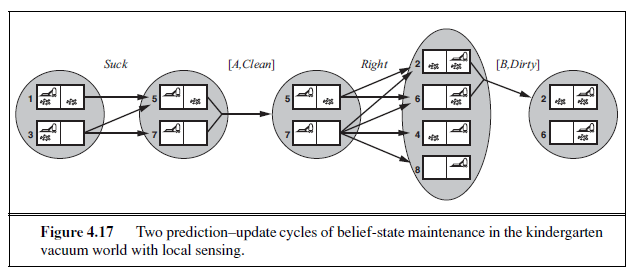 Suck [A,Clean] Right [B,Dirty]
1 5 5 2 2
6
3 7 7 4 6
8
Figure 4.17 Two prediction–update cycles of belief-state maintenance in the kindergarten
vacuum world with local sensing.